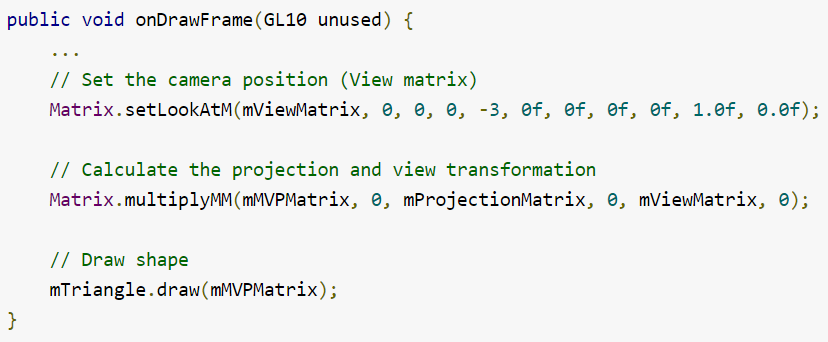 public void onDrawFrame(GL10 unused) {
    ...
    // Set the camera position (View matrix)
    Matrix.setLookAtM(mViewMatrix, 0, 0, 0, -3, 0f, 0f, 0f, 0f, 1.0f, 0.0f);

    // Calculate the projection and view transformation
    Matrix.multiplyMM(mMVPMatrix, 0, mProjectionMatrix, 0, mViewMatrix, 0);

    // Draw shape
    mTriangle.draw(mMVPMatrix);
}